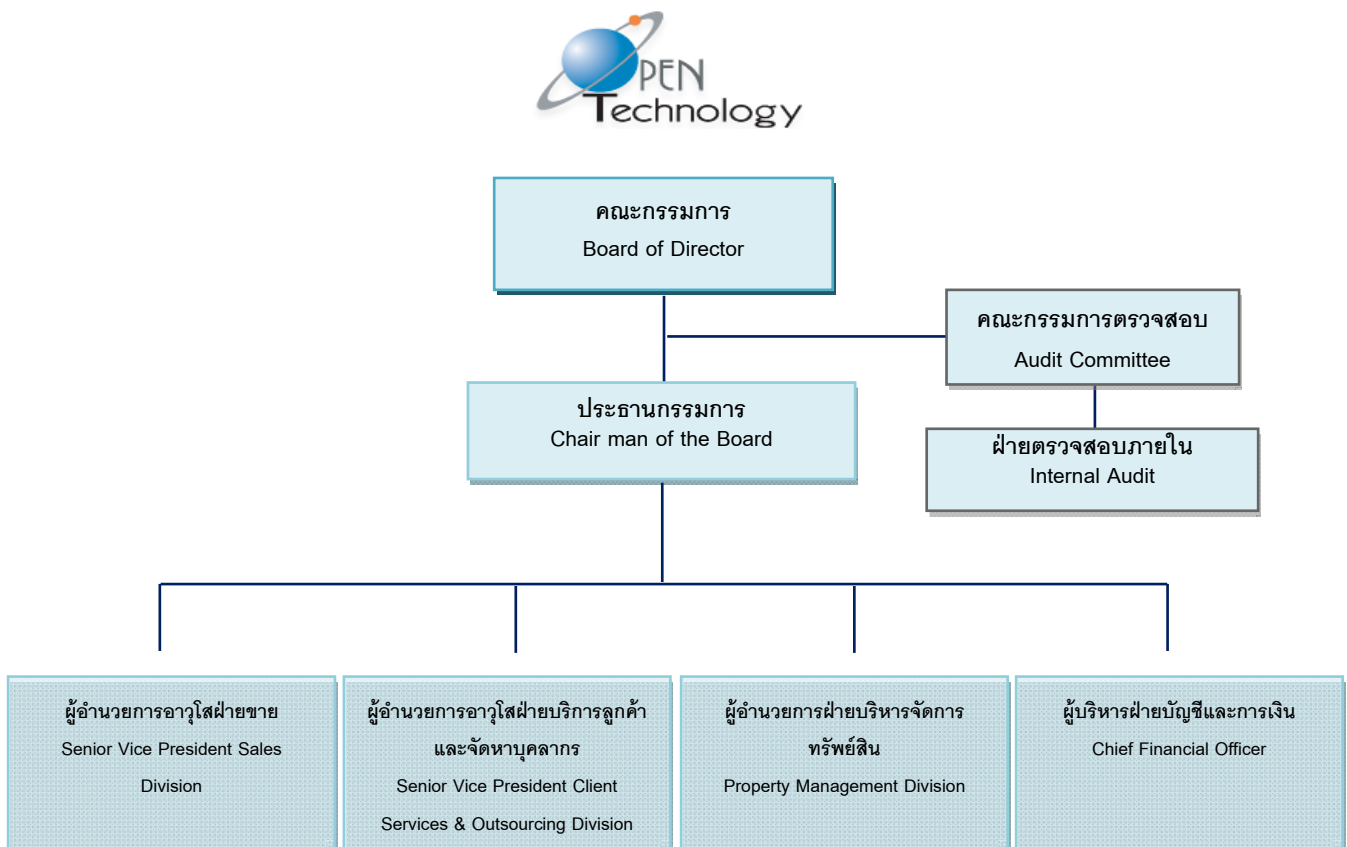 OPEN
Technology
คณะกรรมการ
Board of Director
คณะกรรมการตรวจสอบ
Audit Committee
ประธานกรรมการ
Chair man of the Board
ฝ่ายตรวจสอบภายใน
Internal Audit
ผู้อำนวยการอาวุโสฝ่ายขาย
Senior Vice President Sales
Division
ผู้อำนวยการอาวุโสฝ่ายบริการลูกค้า
และจัดหาบุคลากร
Senior Vice President Client
Services & Outsourcing Division
ผู้อำนวยการฝ่ายบริหารจัดการ
ทรัพย์สิน
Property Management Division
ผู้บริหารฝ่ายบัญชีและการเงิน
Chief Financial Officer